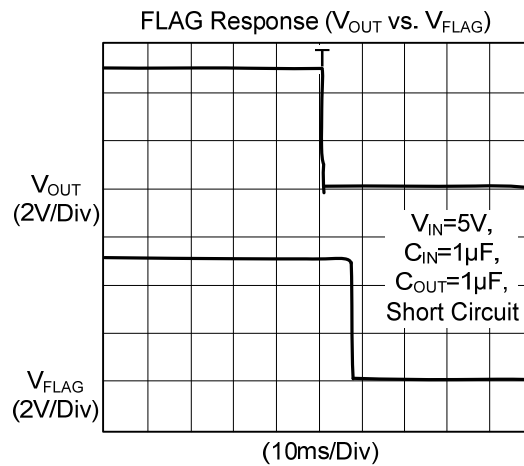 FLAG Response (VOUT vs. VFLAG)
T
VOUT
(2V/Div)
VIN=5V,
CIN=1µF,
COUT=1µF,
Short Circuit
VFLAG
(2V/Div)
(10ms/Div)